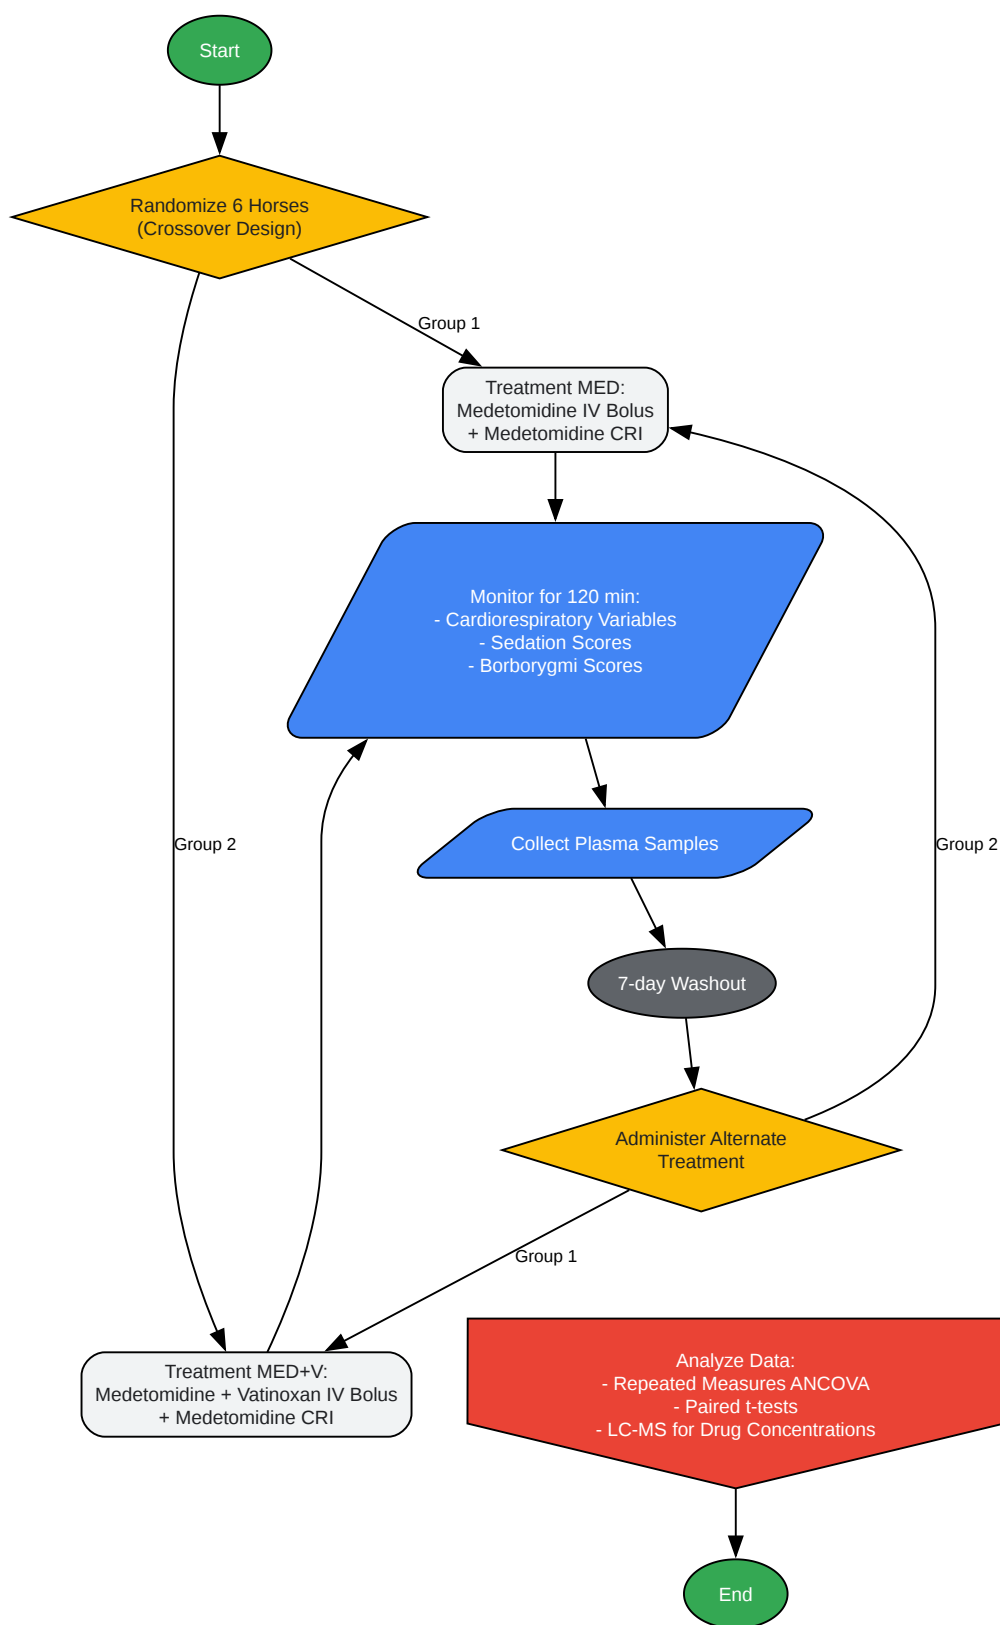 Start
Randomize 6 Horses
(Crossover Design)
Group 1
Treatment MED:
Medetomidine IV Bolus
+ Medetomidine CRI
Monitor for 120 min:
- Cardiorespiratory Variables
- Sedation Scores
- Borborygmi Scores
Collect Plasma Samples
Group 2
Group 2
7-day Washout
Administer Alternate
Treatment
Group 1
Treatment MED+V:
Medetomidine + Vatinoxan IV Bolus
+ Medetomidine CRI
Analyze Data:
- Repeated Measures ANCOVA
- Paired t-tests
- LC-MS for Drug Concentrations
End